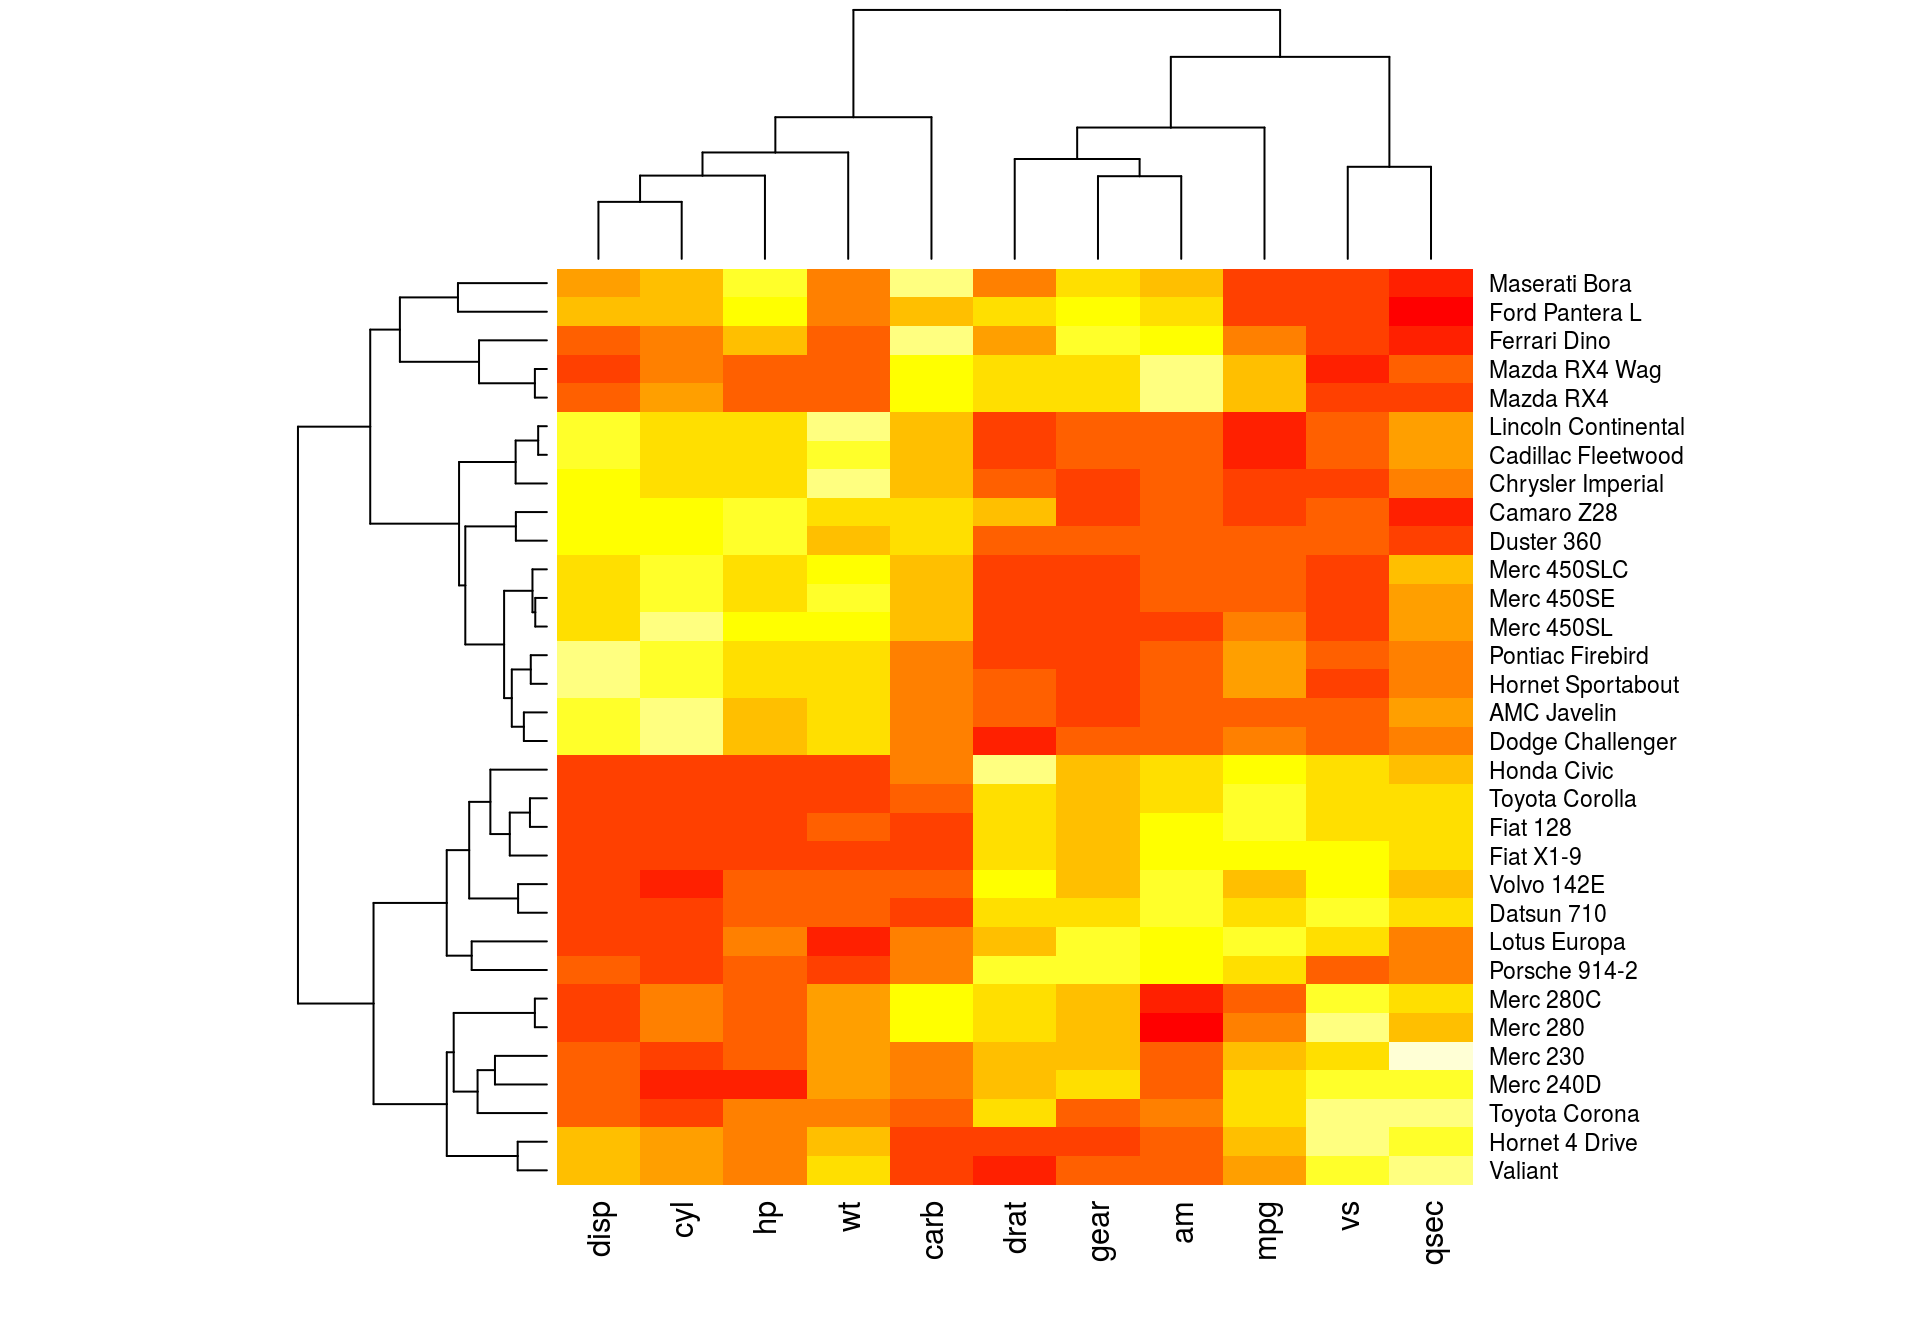 Maserati Bora
Ford Pantera L
Ferrari Dino
Mazda RX4 Wag
Mazda RX4
Lincoln Continental
Cadillac Fleetwood
Chrysler Imperial
Camaro Z28
Duster 360
Merc 450SLC
Merc 450SE
Merc 450SL
Pontiac Firebird
Hornet Sportabout
AMC Javelin
Dodge Challenger
Honda Civic
Toyota Corolla
Fiat 128
Fiat X1-9
Volvo 142E
Datsun 710
Lotus Europa
Porsche 914-2
Merc 280C
Merc 280
Merc 230
Merc 240D
Toyota Corona
Hornet 4 Drive
Valiant
disp
cyl
hp
wt
carb
drat
gear
am
mpg
vs
qsec